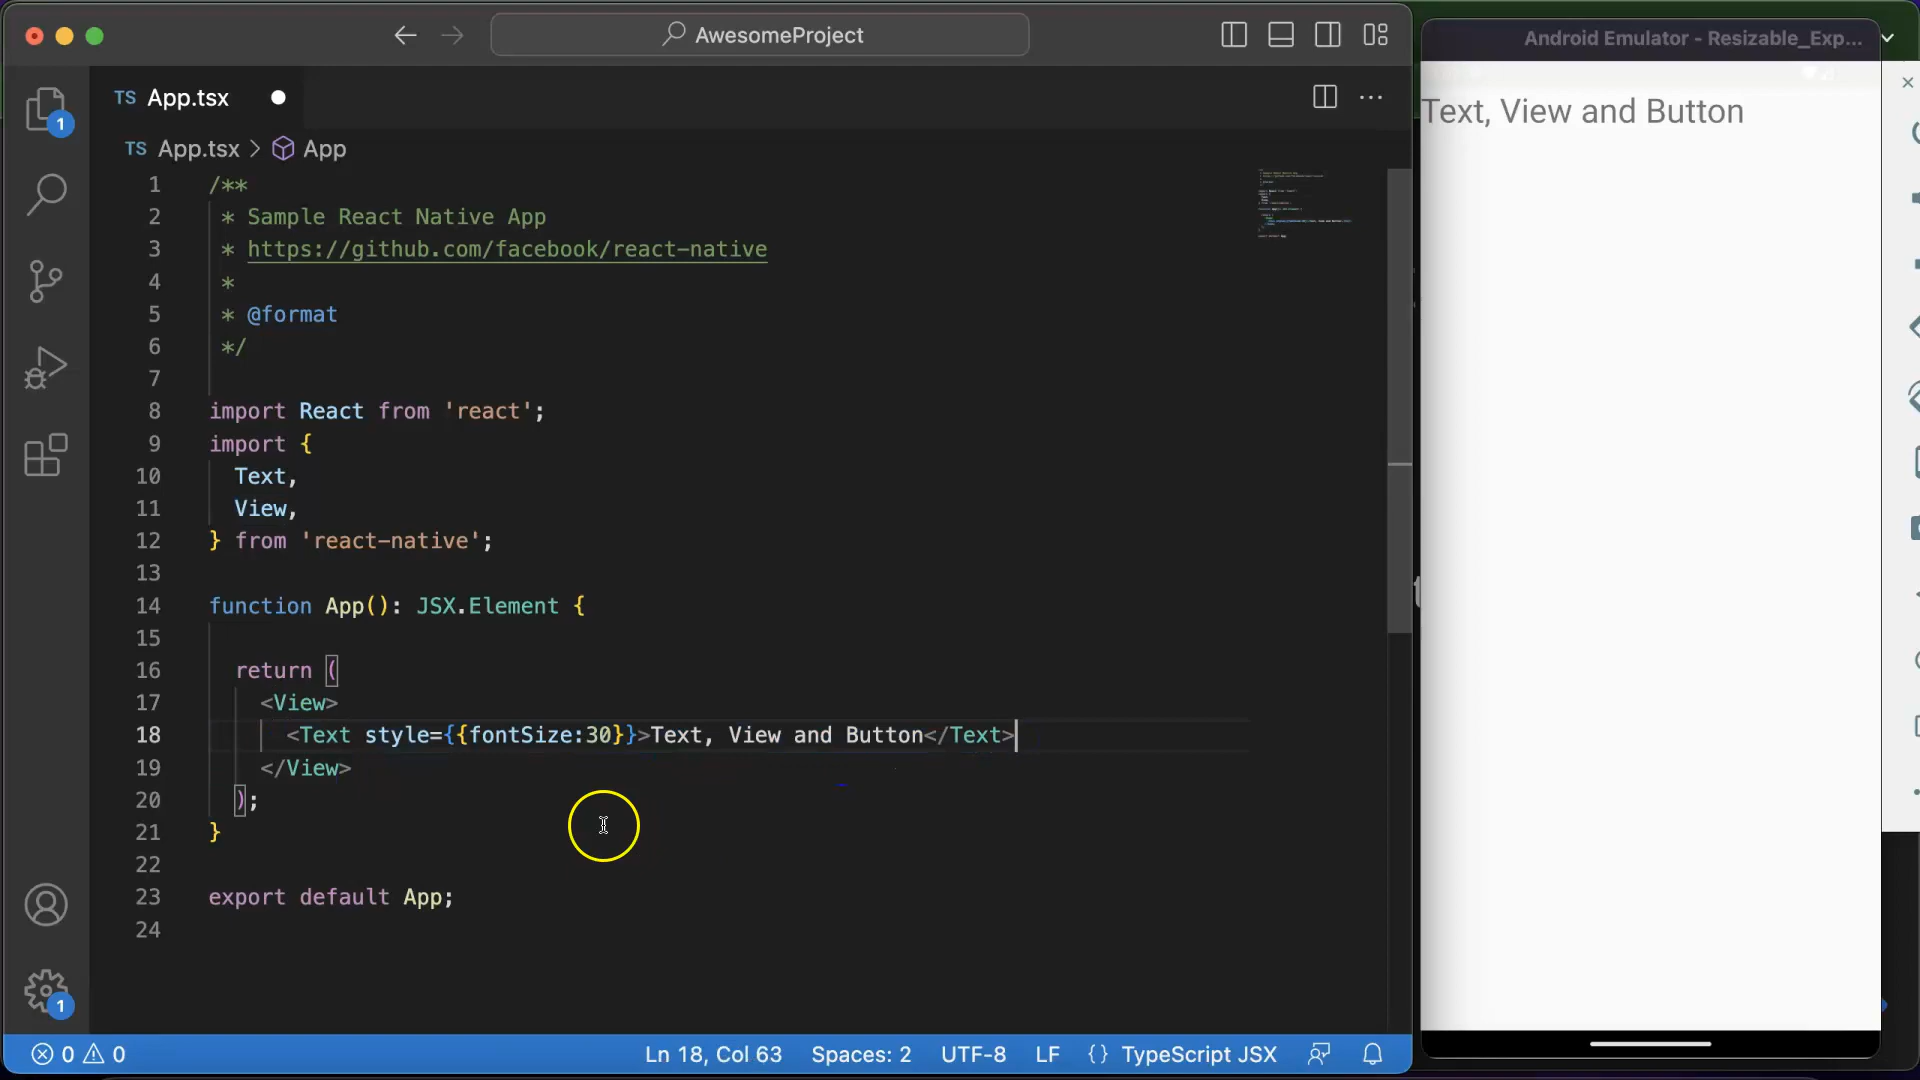 AwesomeProject
TS App.tsx
TS App.tsx > App
1 /**
2 * Sample React Native App
3 * https://github.com/facebook/react-native
4 *
5 * @format
6 */
7
8 import React from 'react';
9 import {
10 Text,
11 View,
12 } from 'react-native';
13
14 function App(): JSX.Element {
15
16 return (
17 <View>
18 <Text style={{fontSize:30}}>Text, View and Button</Text>
19 </View>
20 );
21 }
22
23 export default App;
24
1
1
0 0
Ln 18, Col 63 Spaces: 2 UTF-8 LF {} TypeScript JSX
Android Emulator - Resizable_Exp...
Text, View and Button